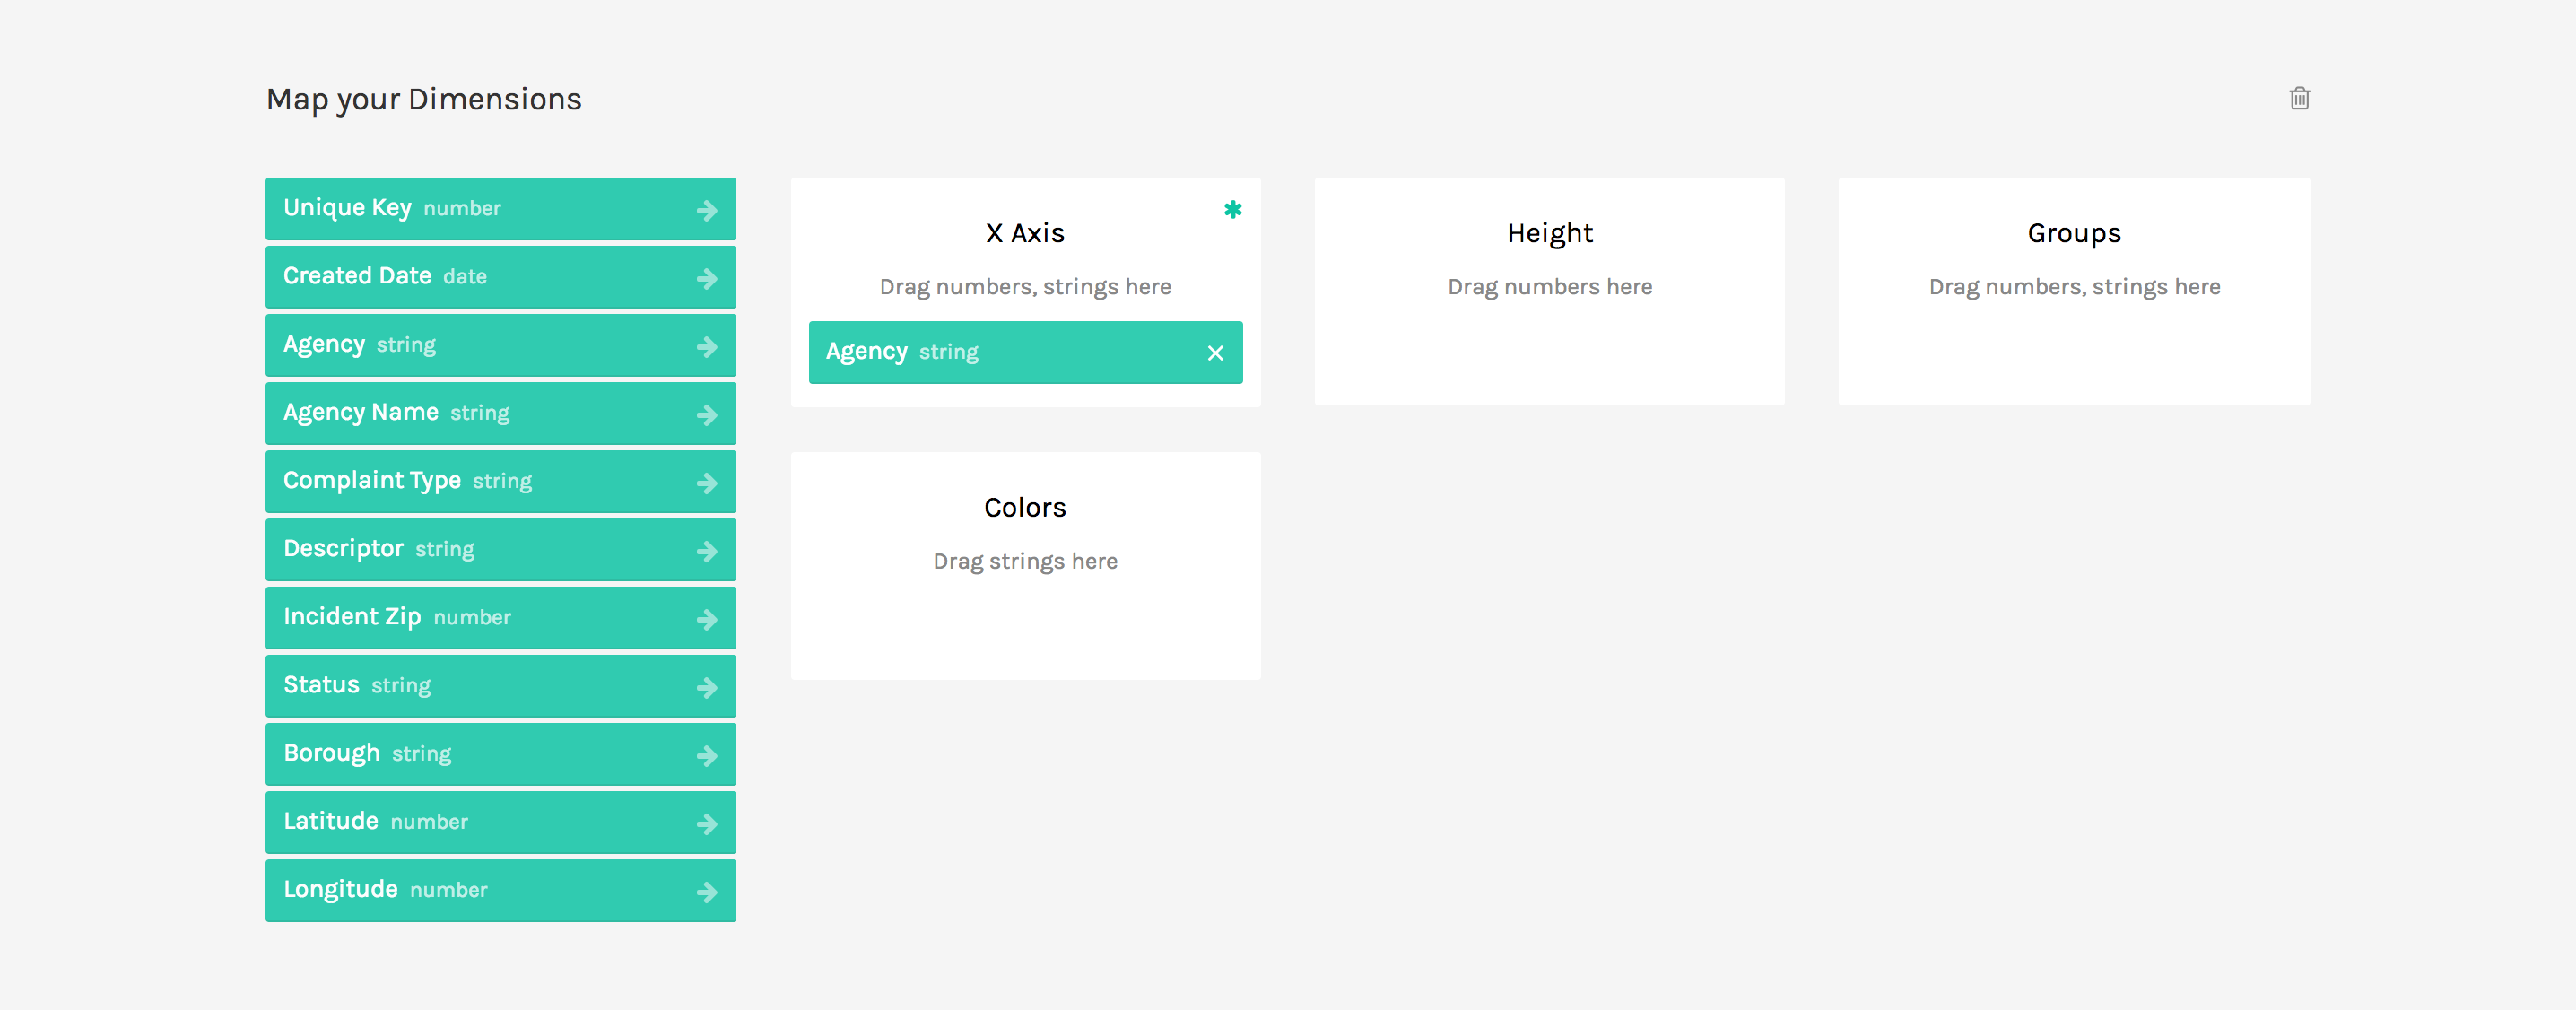 Map your Dimensions
Unique Key number
Created Date date
Agency string
Agency Name string
Complaint Type string
Descriptor string
Incident Zip number
Status string
Borough string
Latitude number
Longitude number
X Axis
Drag numbers, strings here
Agency string
Height
Drag numbers here
Groups
Drag numbers, strings here
Colors
Drag strings here